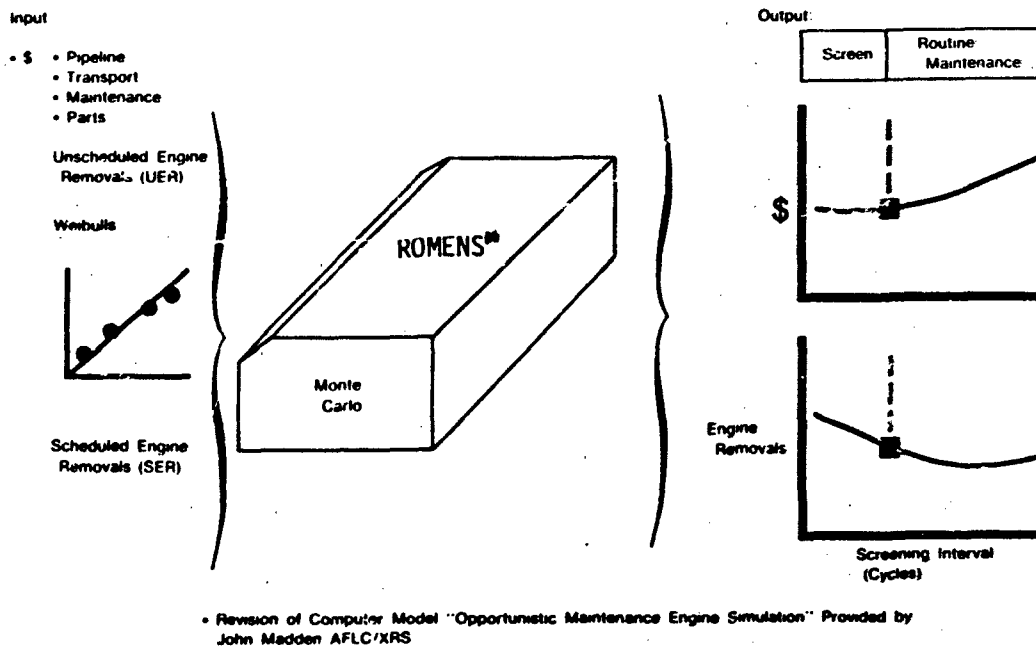 Input
• $ • Pipeline
• Transport
• Maintenance
• Parts
Unscheduled Engine
Removals (UER)
Weibulls
Scheduled Engine
Removals (SER)
ROMENS*
Monte
Carlo
Output:
Screen
Routine
Maintenance
$
Engine
Removals
Screening Interval
(Cycles)
• Revision of Computer Model "Opportunistic Maintenance Engine Simulation" Provided by
John Madden AFLC/XRS